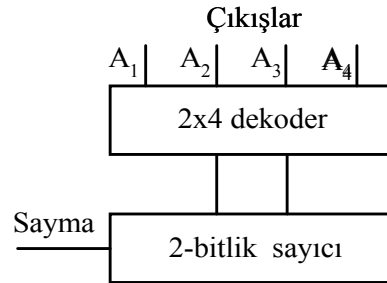 Çıkışlar
A₁ A₂ A₃ A₄
2x4 dekoder
Sayma
2-bitlik sayıcı